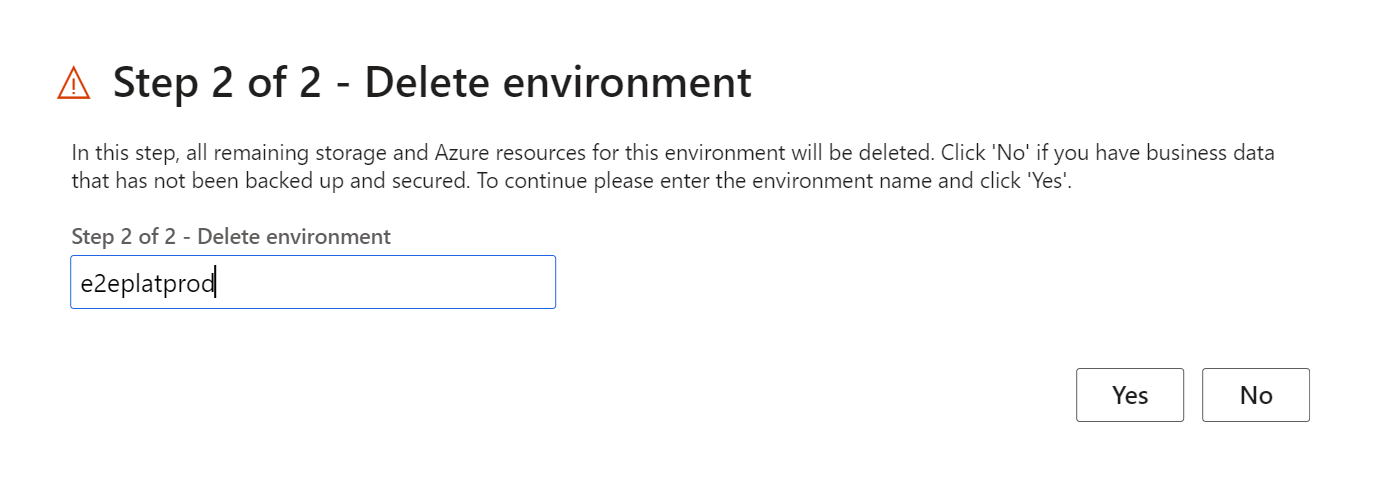 Step 2 of 2 - Delete environment
In this step, all remaining storage and Azure resources for this environment will be deleted. Click 'No' if you have business data
that has not been backed up and secured. To continue please enter the environment name and click 'Yes'.
Step 2 of 2 - Delete environment
e2eplatprod
Yes No